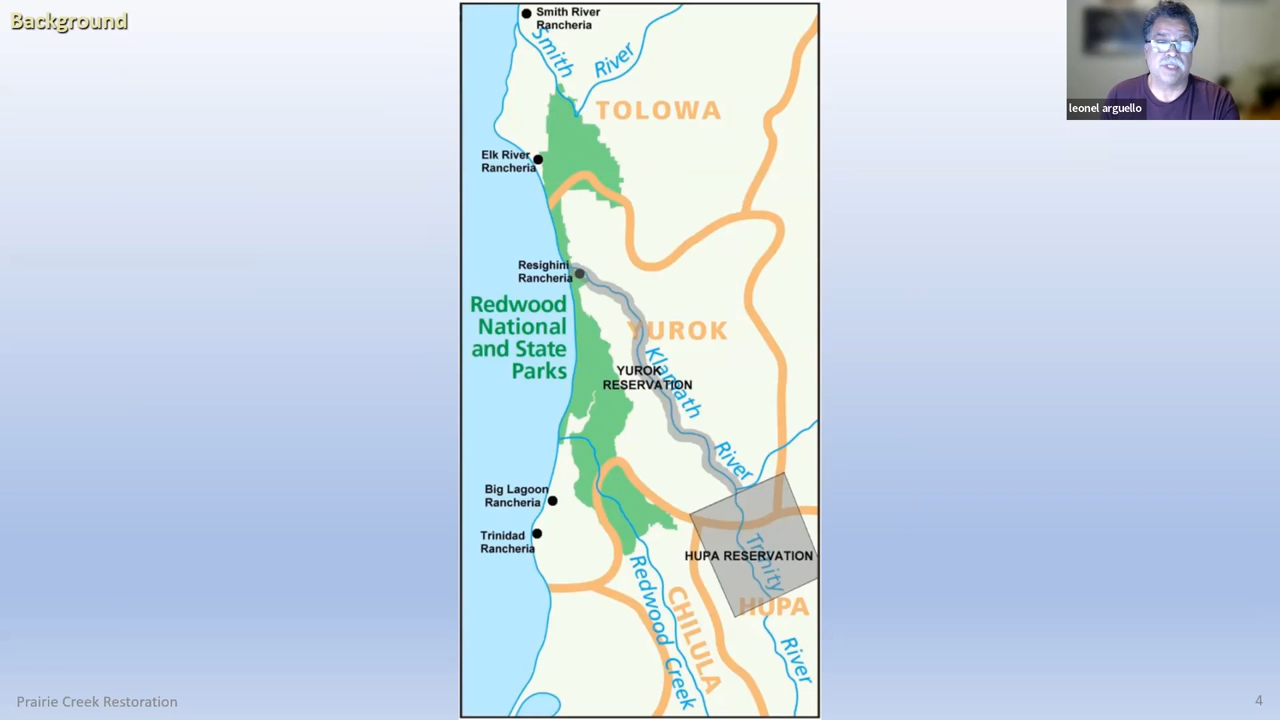 Background
leonel arguello
Smith River
Rancheria
Smith
River
TOLOWA
Elk River
Rancheria
Resighini
Rancheria
Redwood
National
and State
Parks
YUROK
YUROK
RESERVATION
Klamath
River
Big Lagoon
Rancheria
Trinidad
Rancheria
HUPA RESERVATION
Trinity
HUPA
River
Redwood Creek
CHILULA
Prairie Creek Restoration
4